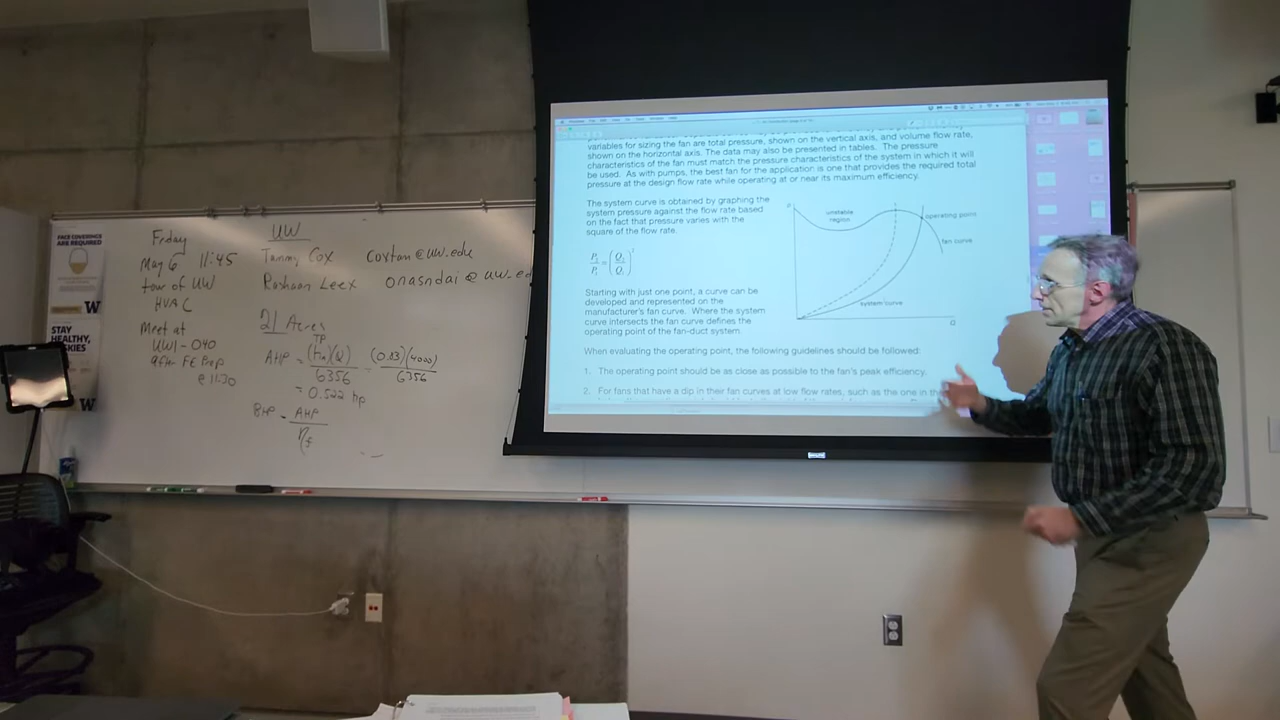 FACE COVERINGS
ARE REQUIRED
W
STAY
HEALTHY,
W
Friday
May 6 11:45
tour of UW
HVAC
Meet at
UW1-040
after FE Prep
@ 11:30
UW
Tammy Cox coxtam@uw.edu
Rashaan Leex onasndai@uw.ed
21 Acres
TP
AHP = (hA)(Q) / 6356 = (0.83)(4000) / 6356
= 0.522 hp
BHP = AHP / ηf
variables for sizing the fan are total pressure, shown on the vertical axis, and volume flow rate,
shown on the horizontal axis. The data may also be presented in tables. The pressure
characteristics of the fan must match the pressure characteristics of the system in which it will
be used. As with pumps, the best fan for the application is one that provides the required total
pressure at the design flow rate while operating at or near its maximum efficiency.
The system curve is obtained by graphing the
system pressure against the flow rate based
on the fact that pressure varies with the
square of the flow rate.
Starting with just one point, a curve can be
developed and represented on the
manufacturer's fan curve. Where the system
curve intersects the fan curve defines the
operating point of the fan-duct system.
unstable
region
operating point
fan curve
system curve
Q
When evaluating the operating point, the following guidelines should be followed:
1. The operating point should be as close as possible to the fan's peak efficiency.
2. For fans that have a dip in their fan curves at low flow rates, such as the one in the